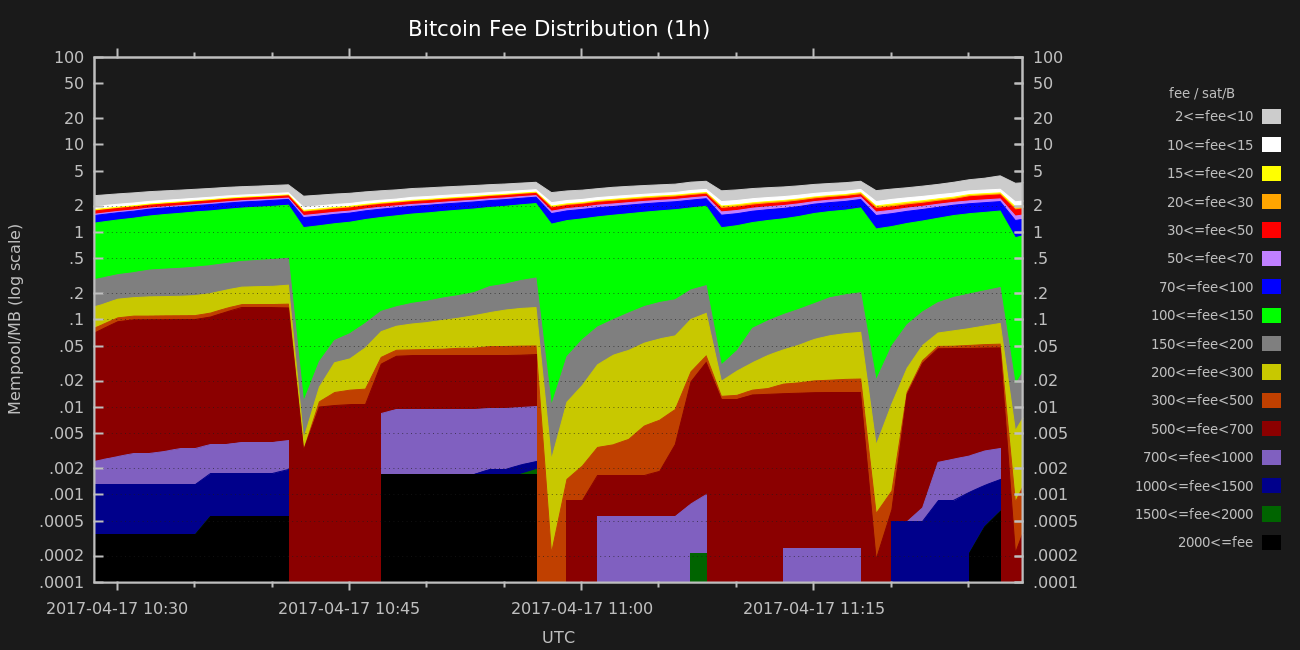 Bitcoin Fee Distribution (1h)
Mempool/MB (log scale)
100
50
20
10
5
2
1
.5
.2
.1
.05
.02
.01
.005
.002
.001
.0005
.0002
.0001
100
50
20
10
5
2
1
.5
.2
.1
.05
.02
.01
.005
.002
.001
.0005
.0002
.0001
2017-04-17 10:30 2017-04-17 10:45 2017-04-17 11:00 2017-04-17 11:15
UTC
fee / sat/B
2<=fee<10
10<=fee<15
15<=fee<20
20<=fee<30
30<=fee<50
50<=fee<70
70<=fee<100
100<=fee<150
150<=fee<200
200<=fee<300
300<=fee<500
500<=fee<700
700<=fee<1000
1000<=fee<1500
1500<=fee<2000
2000<=fee